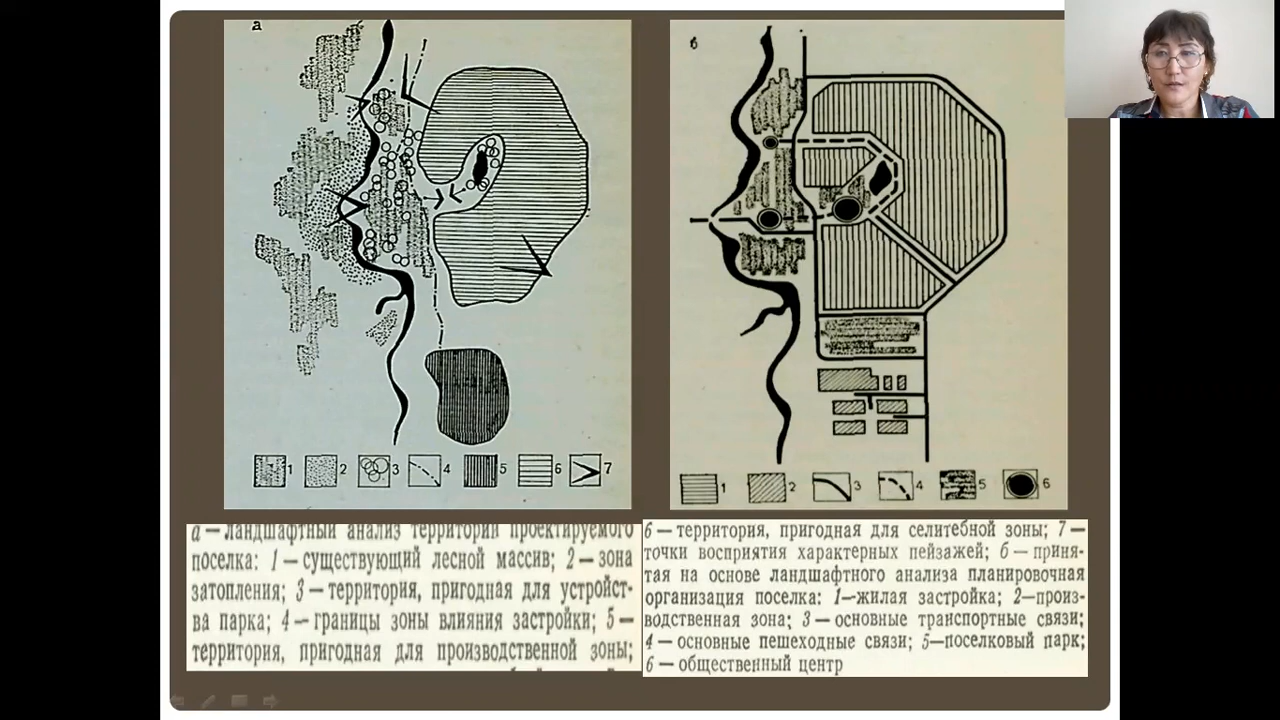 а
1 2 3 4 5 6 7
в
1 2 3 4 5 6
а — ландшафтный анализ территории проектируемого
поселка: 1 — существующий лесной массив; 2 — зона
затопления; 3 — территория, пригодная для устройст-
ва парка; 4 — границы зоны влияния застройки; 5 —
территория, пригодная для производственной зоны;
6 — территория, пригодная для селитебной зоны; 7 —
точки восприятия характерных пейзажей; б — приня-
тая на основе ландшафтного анализа планировочная
организация поселка: 1—жилая застройка; 2—произ-
водственная зона; 3 — основные транспортные связи;
4 — основные пешеходные связи; 5—поселковый парк;
6 — общественный центр